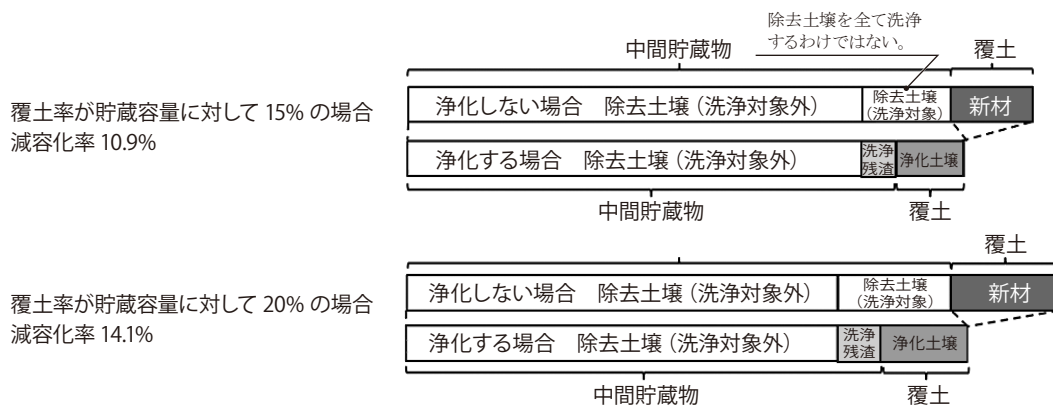 除去土壌を全て洗浄
するわけではない。
中間貯蔵物
覆土
覆土率が貯蔵容量に対して 15% の場合
減容化率 10.9%
浄化しない場合 除去土壌（洗浄対象外）
除去土壌
（洗浄対象）
新材
浄化する場合 除去土壌（洗浄対象外）
洗浄
残渣
浄化土壌
中間貯蔵物
覆土
覆土
覆土率が貯蔵容量に対して 20% の場合
減容化率 14.1%
浄化しない場合 除去土壌（洗浄対象外）
除去土壌
（洗浄対象）
新材
浄化する場合 除去土壌（洗浄対象外）
洗浄
残渣
浄化土壌
中間貯蔵物
覆土